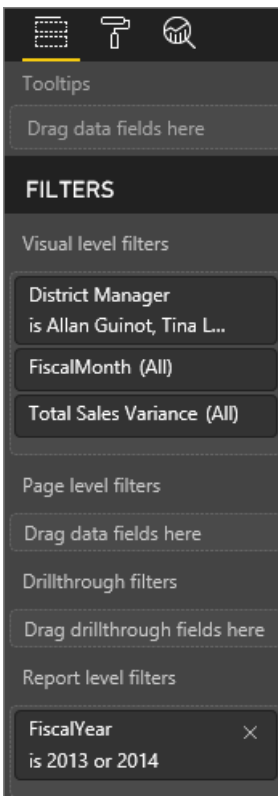 Tooltips
Drag data fields here
FILTERS
Visual level filters
District Manager
is Allan Guinot, Tina L...
FiscalMonth (All)
Total Sales Variance (All)
Page level filters
Drag data fields here
Drillthrough filters
Drag drillthrough fields here
Report level filters
FiscalYear
is 2013 or 2014